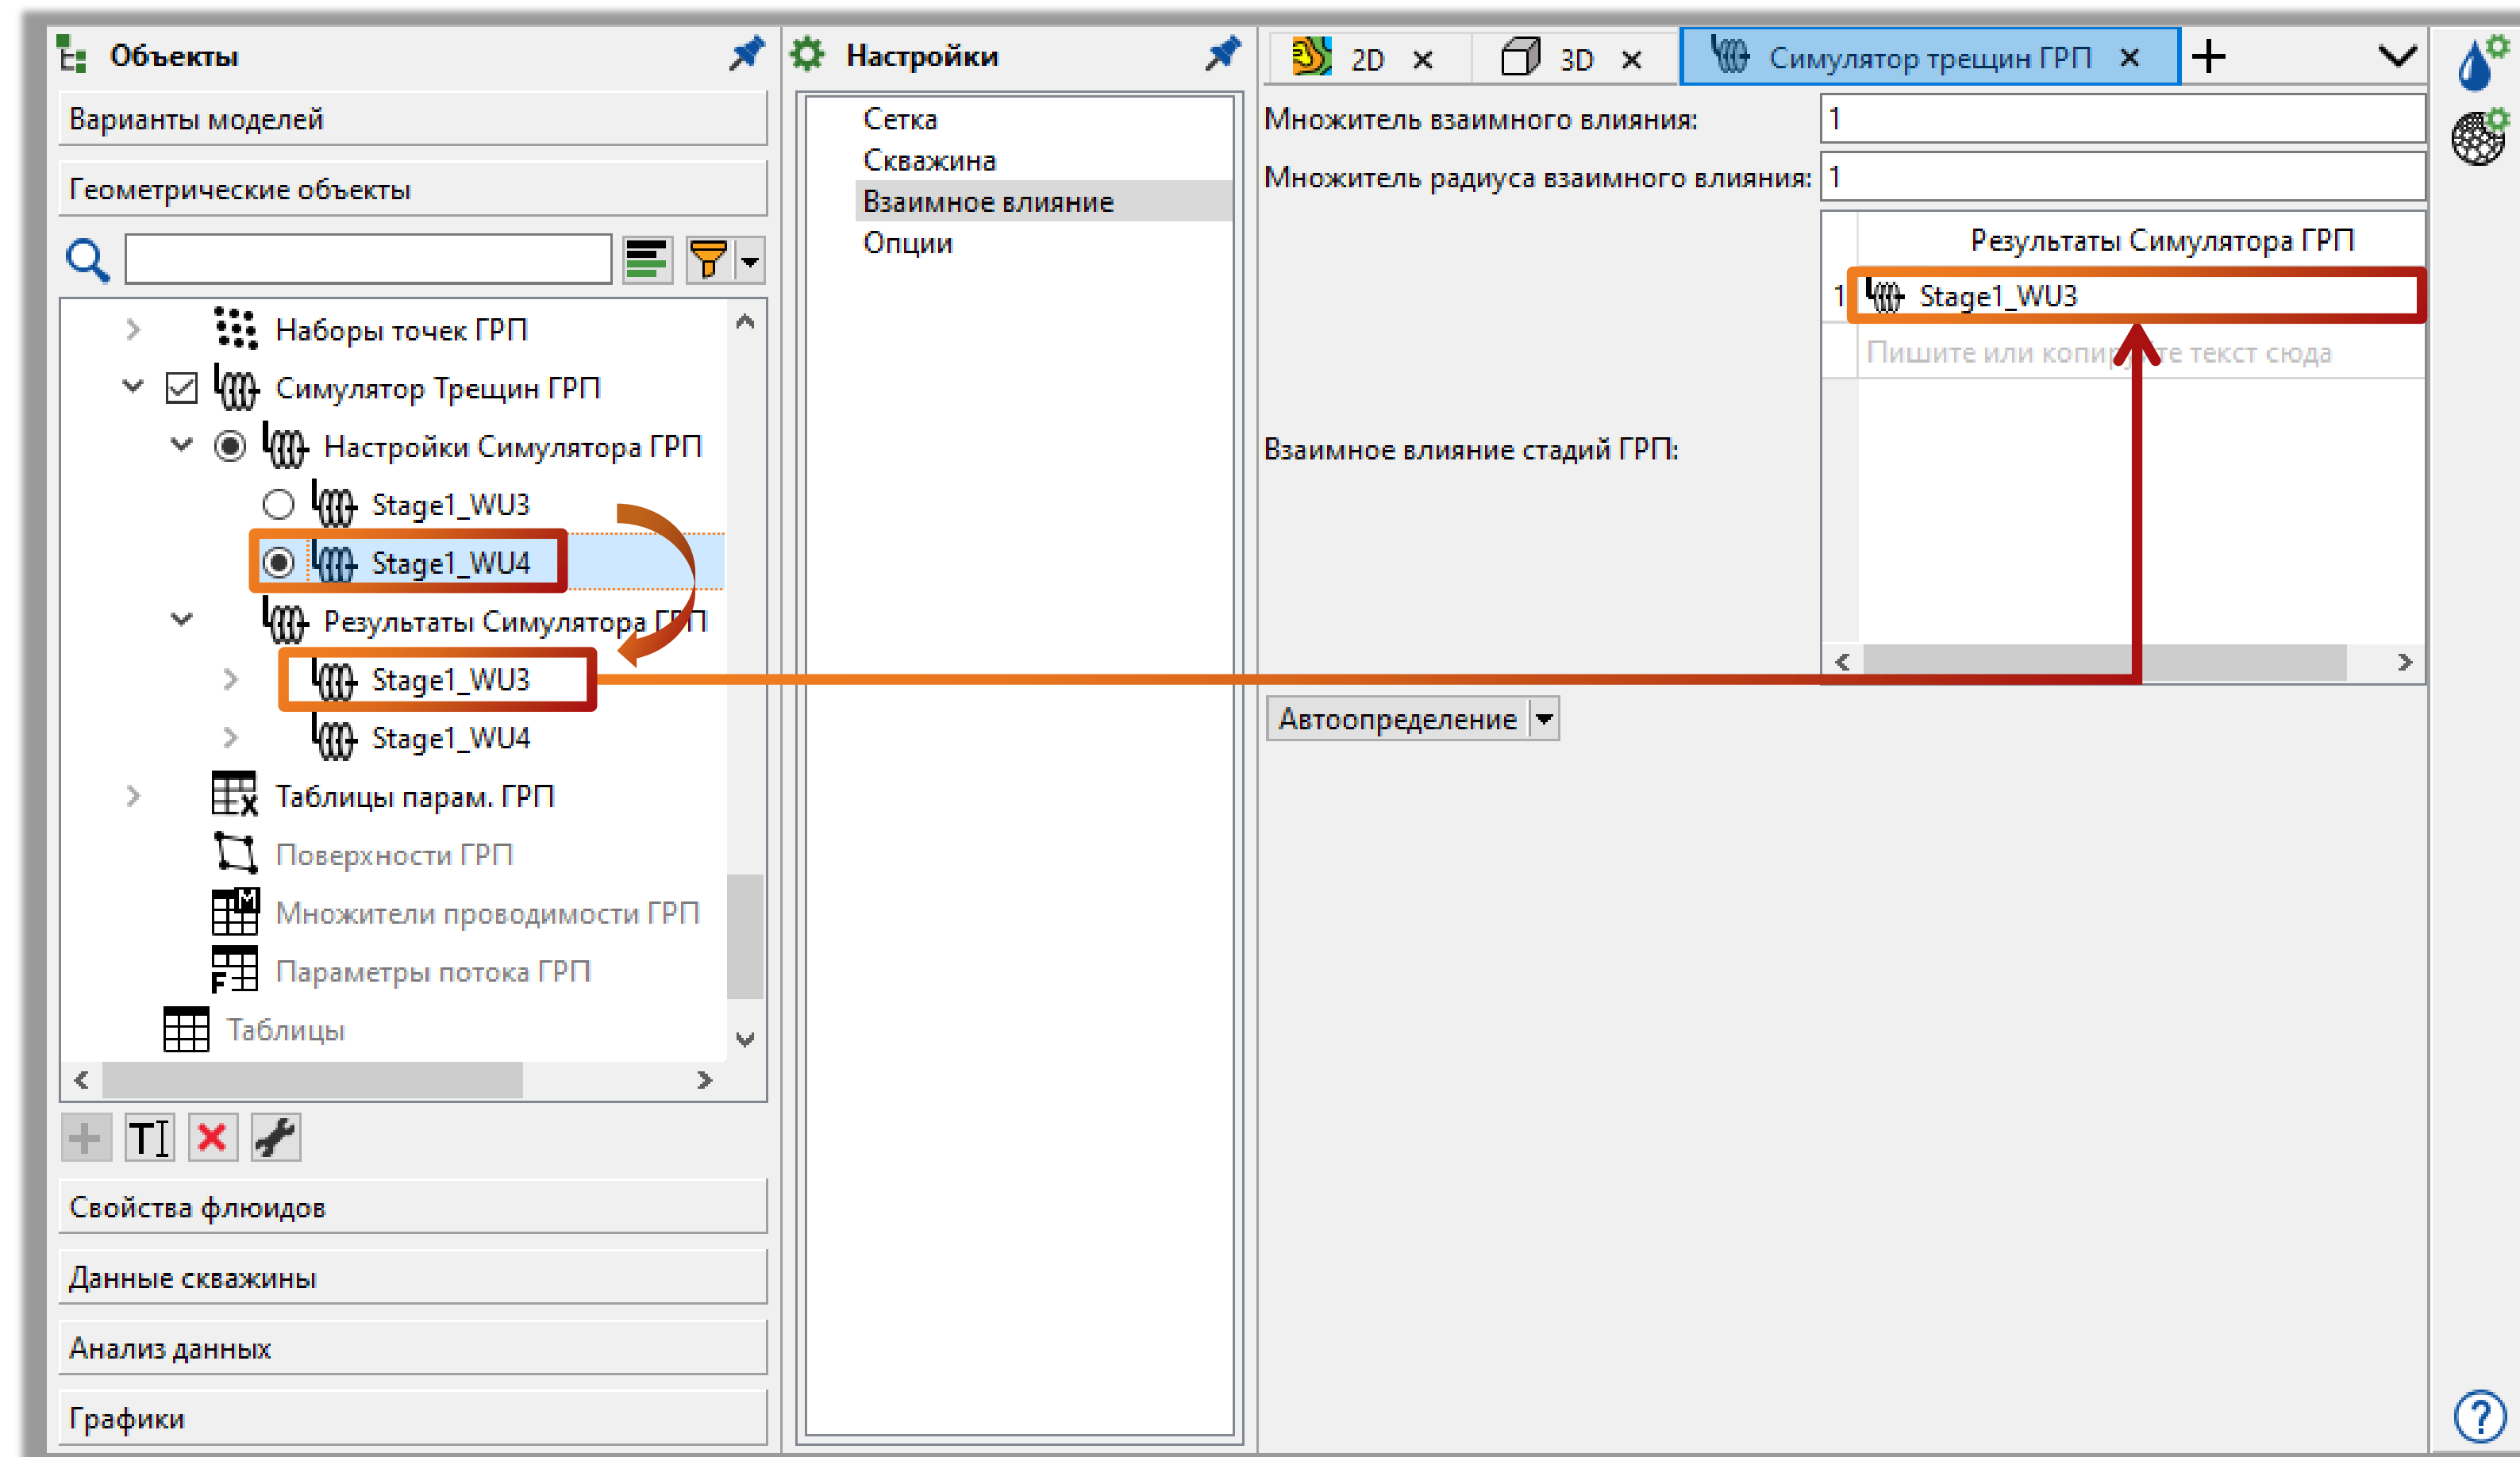 Объекты
Варианты моделей
Геометрические объекты
Наборы точек ГРП
Симулятор Трещин ГРП
Настройки Симулятора ГРП
Stage1_WU3
Stage1_WU4
Результаты Симулятора ГРП
Stage1_WU3
Stage1_WU4
Таблицы парам. ГРП
Поверхности ГРП
Множители проводимости ГРП
Параметры потока ГРП
Таблицы
Свойства флюидов
Данные скважины
Анализ данных
Графики
Настройки
Сетка
Скважина
Взаимное влияние
Опции
2D
3D
Симулятор трещин ГРП
Множитель взаимного влияния:
1
Множитель радиуса взаимного влияния:
1
Результаты Симулятора ГРП
1 Stage1_WU3
Пишите или копируйте текст сюда
Взаимное влияние стадий ГРП:
Автоопределение